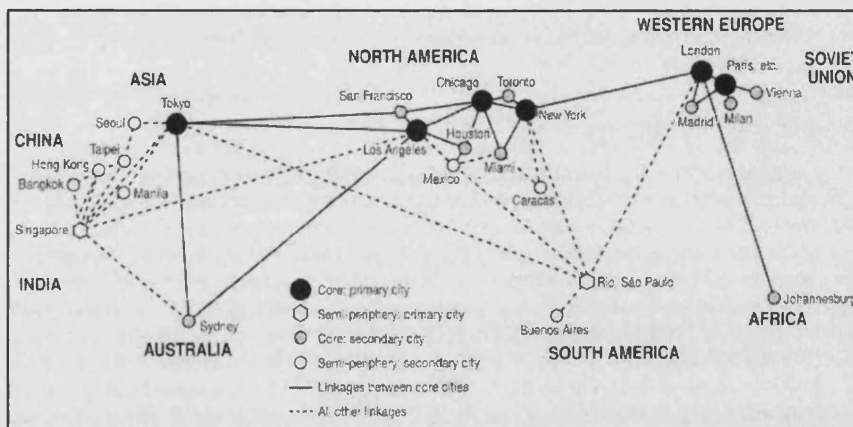 WESTERN EUROPE
London
Paris, etc.
SOVIET
UNION
NORTH AMERICA
Chicago
Toronto
ASIA
Tokyo
San Francisco
New York
Vienna
Madrid
Milan
Seoul
Houston
CHINA
Taipei
Los Angeles
Hong Kong
Miami
Bangkok
Manila
Mexico
Caracas
Singapore
INDIA
Rio, São Paulo
Core: primary city
Johannesburg
Semi-periphery: primary city
Buenos Aires
AFRICA
Sydney
Core: secondary city
AUSTRALIA
SOUTH AMERICA
Semi-periphery: secondary city
Linkages between core cities
All other linkages